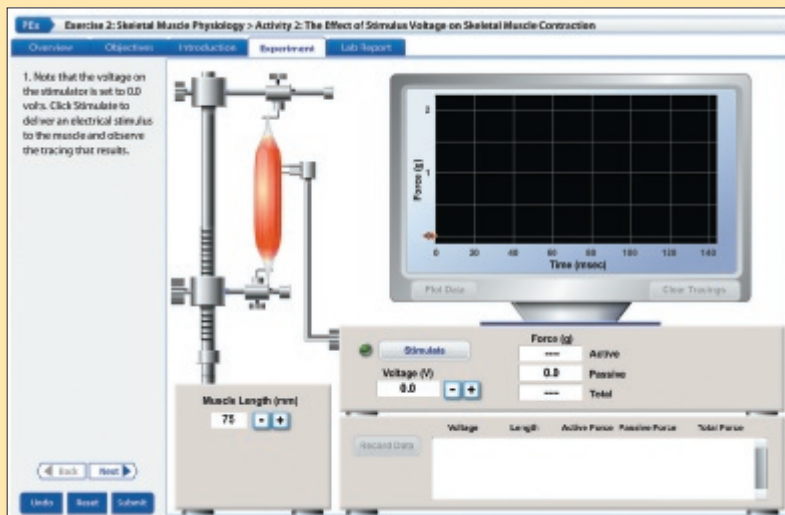 PEx Exercise 2: Skeletal Muscle Physiology > Activity 2: The Effect of Stimulus Voltage on Skeletal Muscle Contraction
Overview Objectives Introduction Experiment Lab Report
1. Note that the voltage on
the stimulator is set to 0.0
volts. Click Stimulate to
deliver an electrical stimulus
to the muscle and observe
the tracing that results.
Force (g)
2
1
0 20 40 60 80 100 120 140
Time (msec)
Plot Data Clear Tracings
Stimulate
Voltage (V)
0.0 - +
Force (g)
--- Active
0.0 Passive
--- Total
Muscle Length (mm)
75 - +
Record Data
Voltage Length Active Force Passive Force Total Force
Back Next
Undo Reset Submit